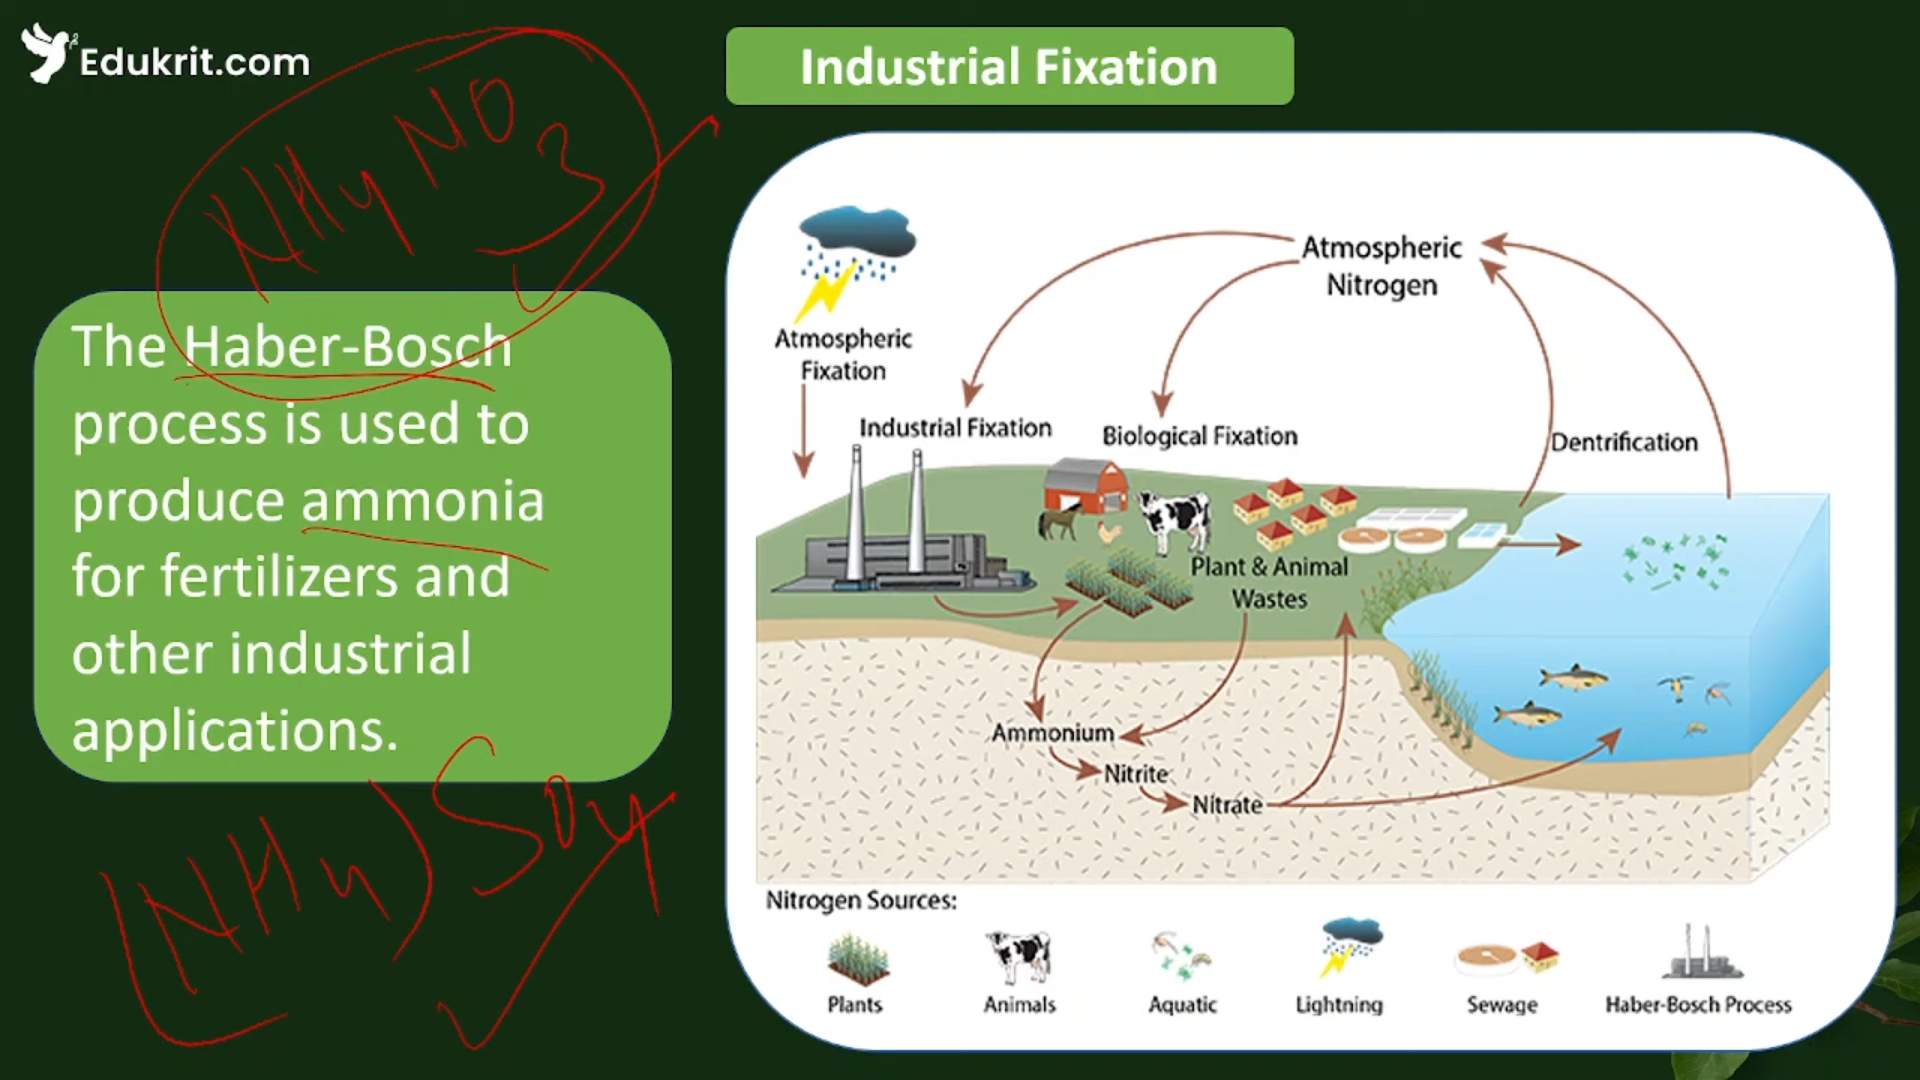 Edukrit.com
Industrial Fixation
NH4NO3
The Haber-Bosch
process is used to
produce ammonia
for fertilizers and
other industrial
applications.
(NH4)SO4
Atmospheric
Nitrogen
Atmospheric
Fixation
Industrial Fixation
Biological Fixation
Dentrification
Plant & Animal
Wastes
Ammonium
Nitrite
Nitrate
Nitrogen Sources:
Plants
Animals
Aquatic
Lightning
Sewage
Haber-Bosch Process